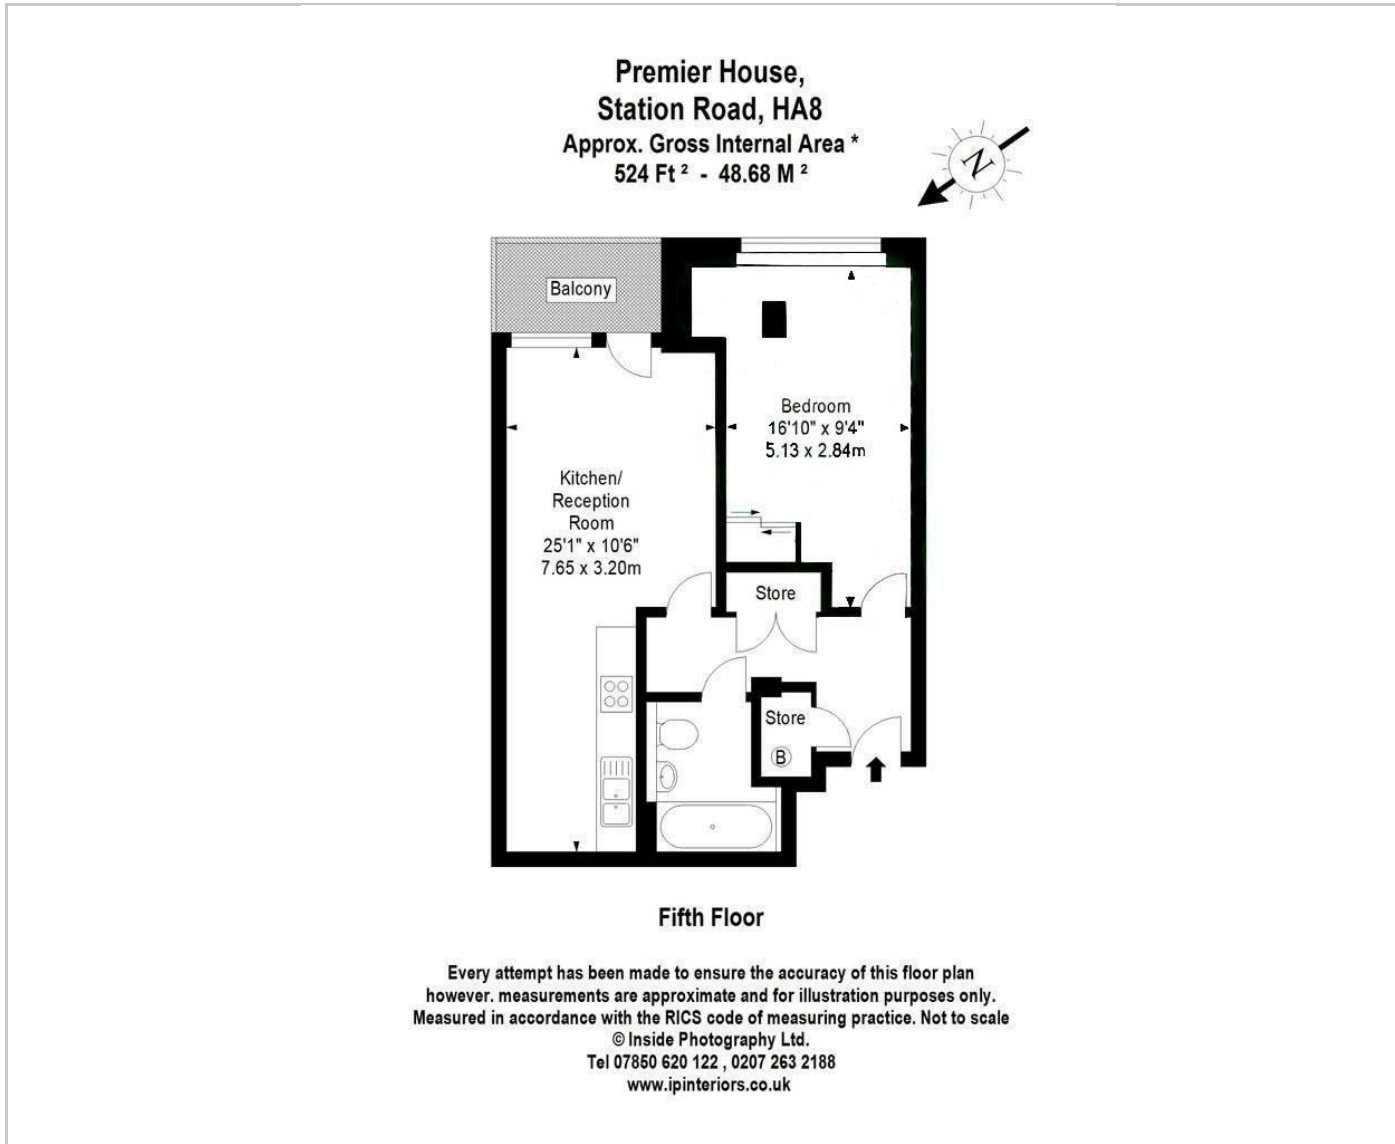 Premier House,
Station Road, HA8
Approx. Gross Internal Area *
524 Ft ² - 48.68 M ²
N
Balcony
Bedroom
16'10" x 9'4"
5.13 x 2.84m
Kitchen/
Reception
Room
25'1" x 10'6"
7.65 x 3.20m
Store
Store
B
Fifth Floor
Every attempt has been made to ensure the accuracy of this floor plan
however. measurements are approximate and for illustration purposes only.
Measured in accordance with the RICS code of measuring practice. Not to scale
© Inside Photography Ltd.
Tel 07850 620 122 , 0207 263 2188
www.ipinteriors.co.uk